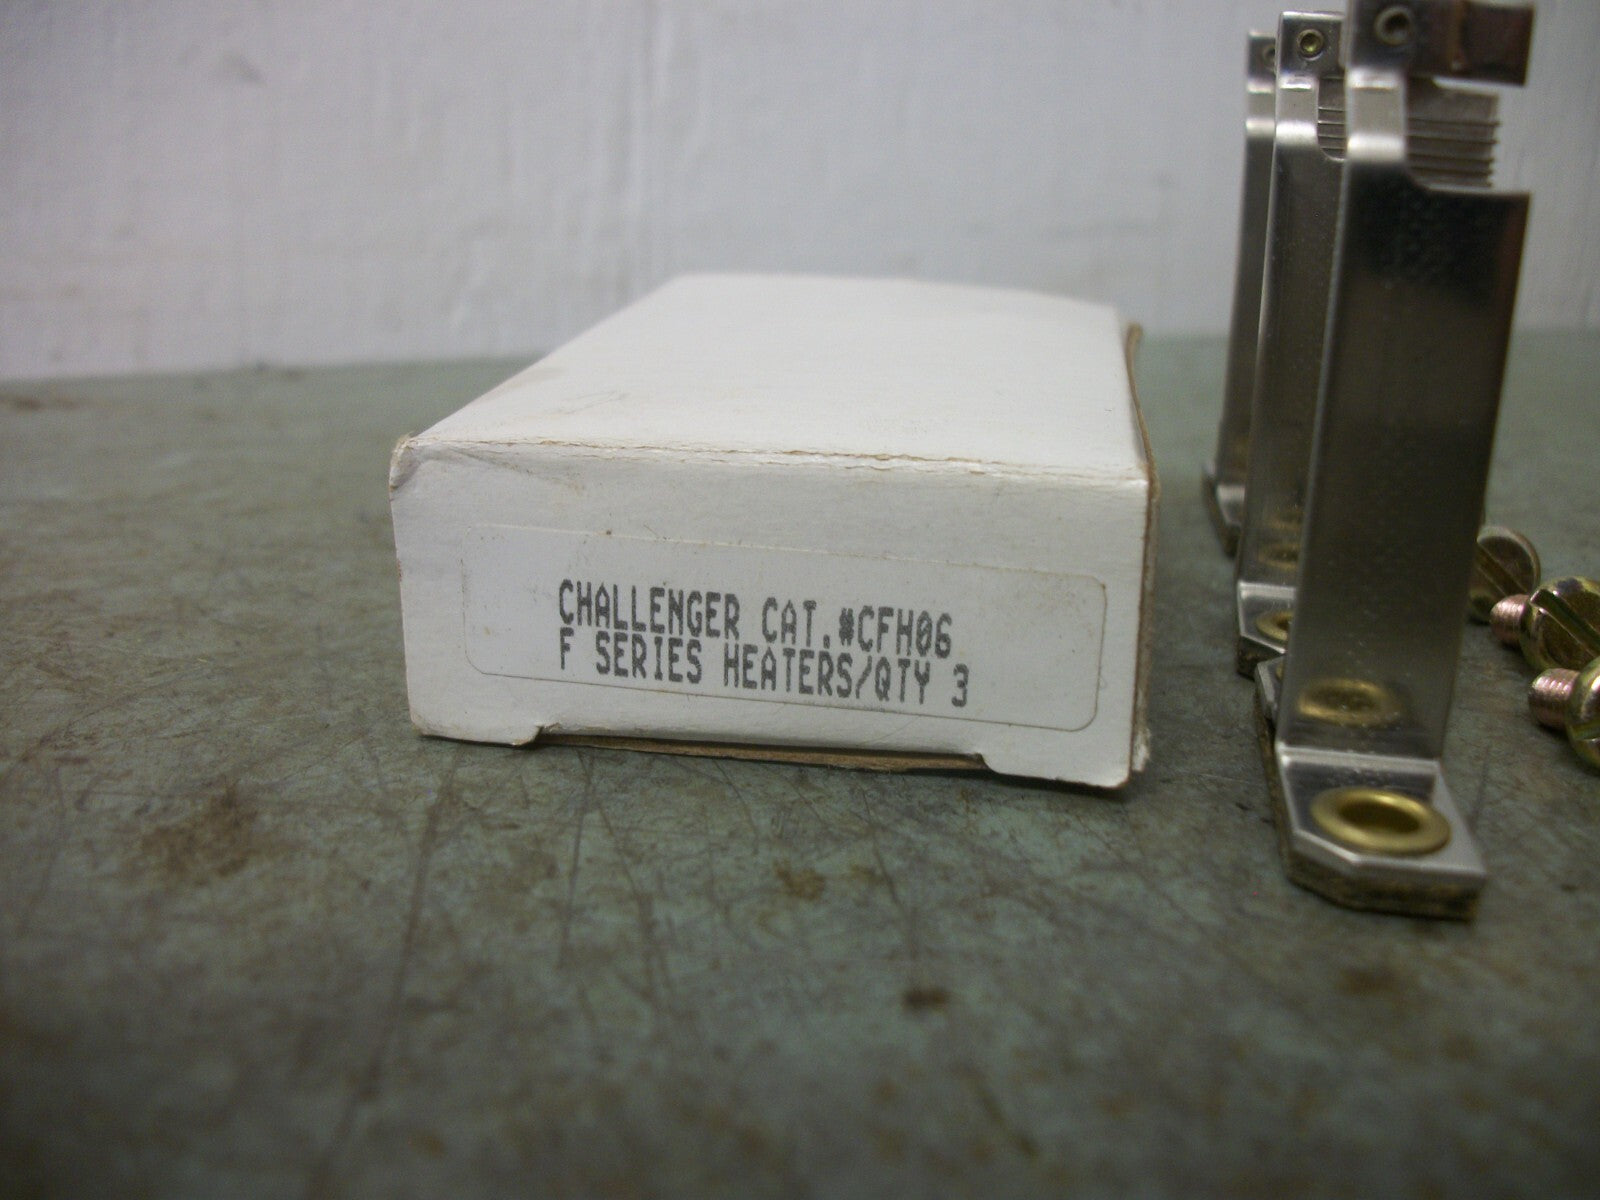 CHALLENGER CAT.#CFH06
F SERIES HEATERS/QTY 3